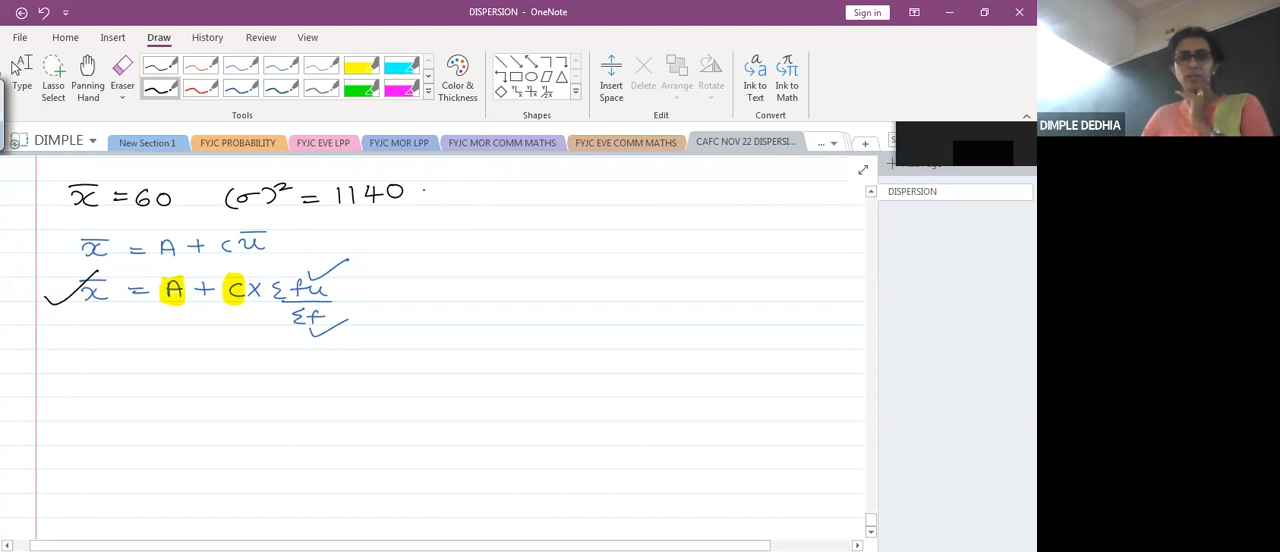 DISPERSION - OneNote
Sign in
File Home Insert Draw History Review View
Type
Lasso Select
Panning Hand
Eraser
Color & Thickness
Insert Space
Delete
Arrange
Rotate
Ink to Text
Ink to Math
Tools
Shapes
Edit
Convert
DIMPLE
New Section 1
FYJC PROBABILITY
FYJC EVE LPP
FYJC MOR LPP
FYJC MOR COMM MATHS
FYJC EVE COMM MATHS
CAFC NOV 22 DISPERSI...
DISPERSION
DIMPLE DEDHIA
x̅ = 60 (σ)² = 1140
x̅ = A + c u̅
x̅ = A + c × Σfu
Σf